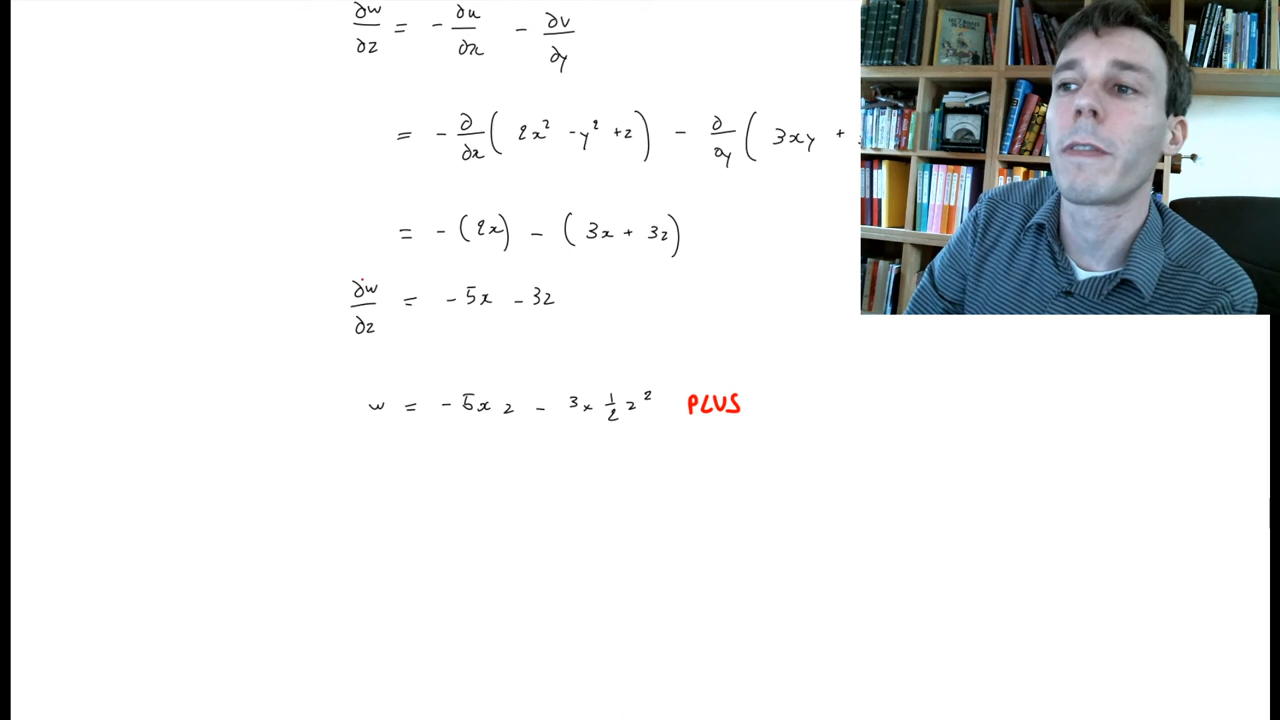 ∂w/∂z = - ∂u/∂x - ∂v/∂y
= - ∂/∂x ( 2x² - y² + z ) - ∂/∂y ( 3xy +
= - (2x) - ( 3x + 3z )
∂w/∂z = - 5x - 3z
w = - 5x z - 3 × 1/2 z² PLUS